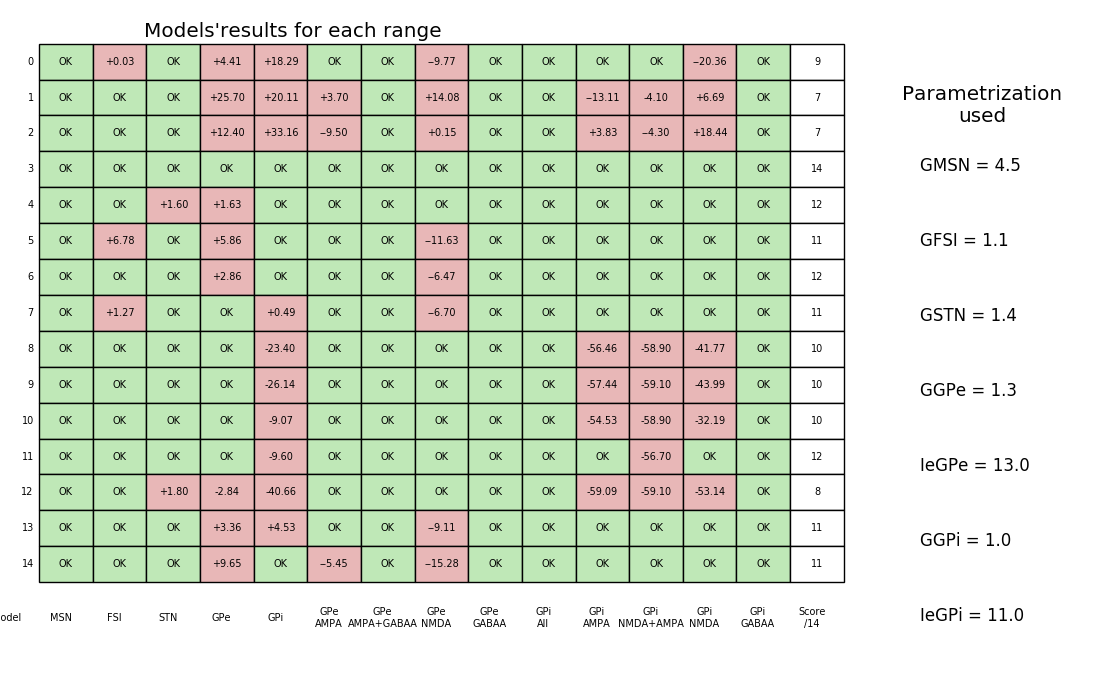 Models'results for each range
0 OK +0.03 OK +4.41 +18.29 OK OK --9.77 OK OK OK OK --20.36 OK 9
1 OK OK OK +25.70 +20.11 +3.70 OK +14.08 OK OK --13.11 -4.10 +6.69 OK 7
2 OK OK OK +12.40 +33.16 --9.50 OK +0.15 OK OK +3.83 --4.30 +18.44 OK 7
3 OK OK OK OK OK OK OK OK OK OK OK OK OK OK 14
4 OK OK +1.60 +1.63 OK OK OK OK OK OK OK OK OK OK 12
5 OK +6.78 OK +5.86 OK OK OK --11.63 OK OK OK OK OK OK 11
6 OK OK OK +2.86 OK OK OK --6.47 OK OK OK OK OK OK 12
7 OK +1.27 OK OK +0.49 OK OK --6.70 OK OK OK OK OK OK 11
8 OK OK OK OK -23.40 OK OK OK OK OK -56.46 -58.90 -41.77 OK 10
9 OK OK OK OK -26.14 OK OK OK OK OK -57.44 -59.10 -43.99 OK 10
10 OK OK OK OK -9.07 OK OK OK OK OK -54.53 -58.90 -32.19 OK 10
11 OK OK OK OK -9.60 OK OK OK OK OK OK -56.70 OK OK 12
12 OK OK +1.80 -2.84 -40.66 OK OK OK OK OK -59.09 -59.10 -53.14 OK 8
13 OK OK OK +3.36 +4.53 OK OK --9.11 OK OK OK OK OK OK 11
14 OK OK OK +9.65 OK --5.45 OK --15.28 OK OK OK OK OK OK 11
odel MSN FSI STN GPe GPi GPe GPe GPe GPe GPi GPi GPi GPi GPi Score
AMPA AMPA+GABAA NMDA GABAA All AMPA NMDA+AMPA NMDA GABAA /14
Parametrization
used
GMSN = 4.5
GFSI = 1.1
GSTN = 1.4
GGPe = 1.3
IeGPe = 13.0
GGPi = 1.0
IeGPi = 11.0